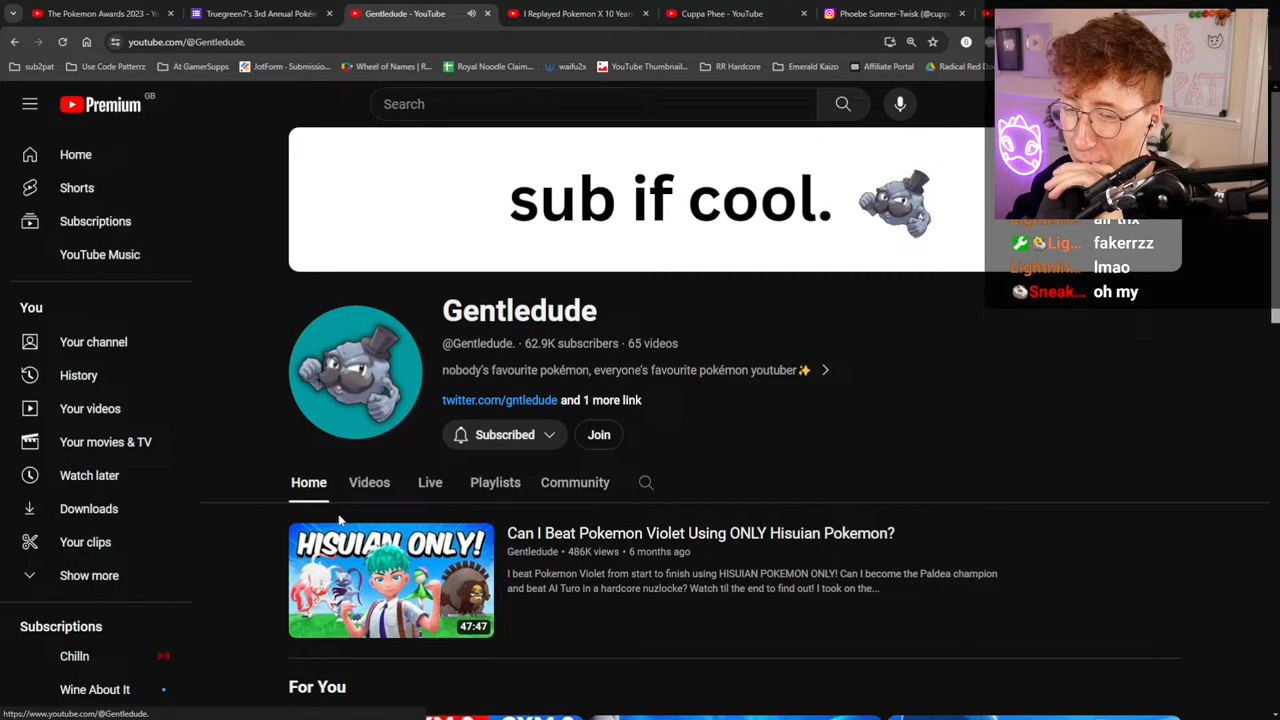 The Pokemon Awards 2023 - Y
Truegreen7's 3rd Annual Pokém
Gentledude - YouTube
I Replayed Pokemon X 10 Years
Cuppa Phee - YouTube
Phoebe Sumner-Twisk (@cuppa
youtube.com/@Gentledude.
sub2pat
Use Code Patterrz
At GamerSupps
JotForm - Submissio...
Wheel of Names | R...
Royal Noodle Claim...
waifu2x
YouTube Thumbnail...
RR Hardcore
Emerald Kaizo
Affiliate Portal
Radical Red Do
Premium GB
Search
Home
Shorts
Subscriptions
YouTube Music
You
Your channel
History
Your videos
Your movies & TV
Watch later
Downloads
Your clips
Show more
Subscriptions
Chilln
Wine About It
https://www.youtube.com/@Gentledude.
sub if cool.
Gentledude
@Gentledude. · 62.9K subscribers · 65 videos
nobody's favourite pokémon, everyone's favourite pokémon youtuber✨
twitter.com/gntledude and 1 more link
Subscribed
Join
Home
Videos
Live
Playlists
Community
HISUIAN ONLY!
47:47
Can I Beat Pokemon Violet Using ONLY Hisuian Pokemon?
Gentledude · 486K views · 6 months ago
I beat Pokemon Violet from start to finish using HISUIAN POKEMON ONLY! Can I become the Paldea champion
and beat AI Turo in a hardcore nuzlocke? Watch til the end to find out! I took on the...
For You
Lig... fakerrzz
Lightnin... lmao
Sneak... oh my